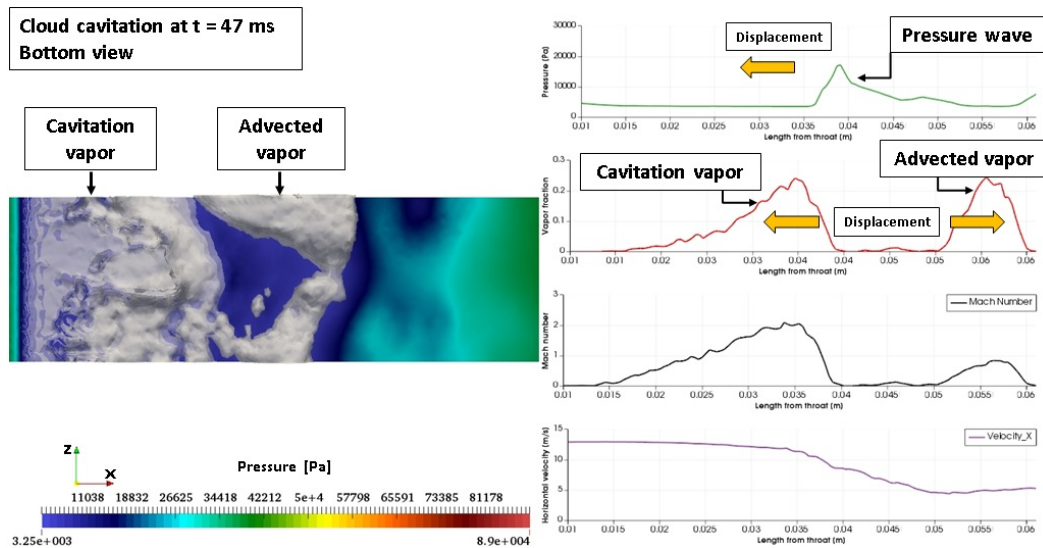 Cloud cavitation at t = 47 ms
Bottom view
Cavitation
vapor
Advected
vapor
Z
X
Pressure [Pa]
11038 18832 26625 34418 42212 5e+4 57798 65591 73385 81178
3.25e+003 8.9e+004
Displacement
Pressure wave
Pressure (Pa)
30000
20000
10000
0
0.01 0.015 0.02 0.025 0.03 0.035 0.04 0.045 0.05 0.055 0.06
Length from throat (m)
Cavitation vapor
Advected vapor
Displacement
Vapor fraction
0.3
0.2
0.1
0
0.01 0.015 0.02 0.025 0.03 0.035 0.04 0.045 0.05 0.055 0.06
Length from throat (m)
Mach Number
Mach number
3
2
1
0
0.01 0.015 0.02 0.025 0.03 0.035 0.04 0.045 0.05 0.055 0.06
Length from throat (m)
Velocity_X
Horizontal velocity (m/s)
15
10
5
0
0.01 0.015 0.02 0.025 0.03 0.035 0.04 0.045 0.05 0.055 0.06
Length from throat (m)